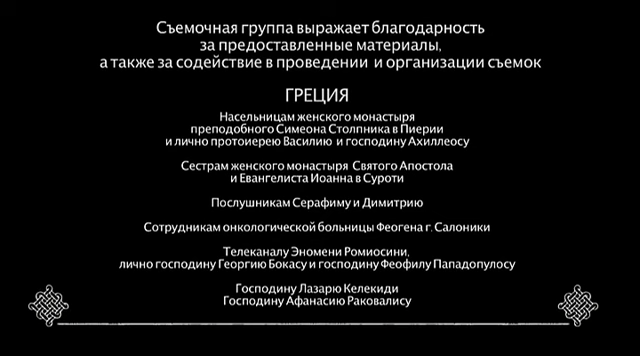 Съемочная группа выражает благодарность
за предоставленные материалы,
а также за содействие в проведении и организации съемок
ГРЕЦИЯ
Насельницам женского монастыря
преподобного Симеона Столпника в Пиерии
и лично протоиерею Василию и господину Ахиллеосу
Сестрам женского монастыря Святого Апостола
и Евангелиста Иоанна в Суроти
Послушникам Серафиму и Димитрию
Сотрудникам онкологической больницы Феогена г. Салоники
Телеканалу Эномени Ромиосини,
лично господину Георгию Бокасу и господину Феофилу Пападопулосу
Господину Лазарю Келекиди
Господину Афанасию Раковалису